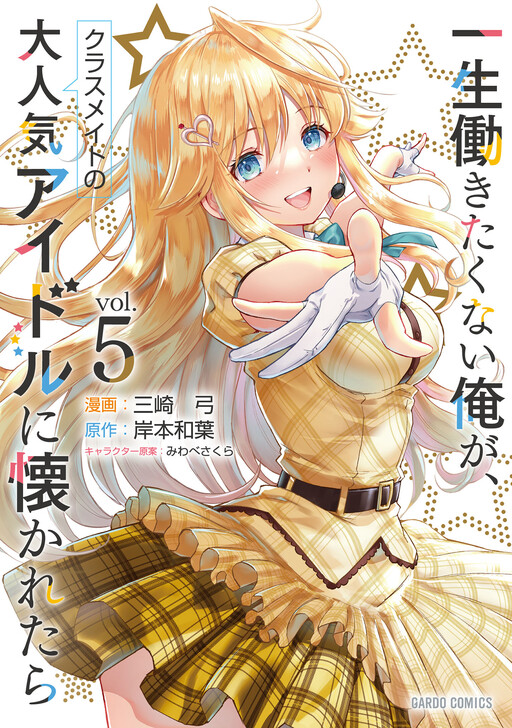 一生働きたくない俺が、
クラスメイトの
大人気アイドルに懐かれたら
vol.
5
漫画：三崎 弓
原作：岸本和葉
キャラクター原案：みわべさくら
GARDO COMICS